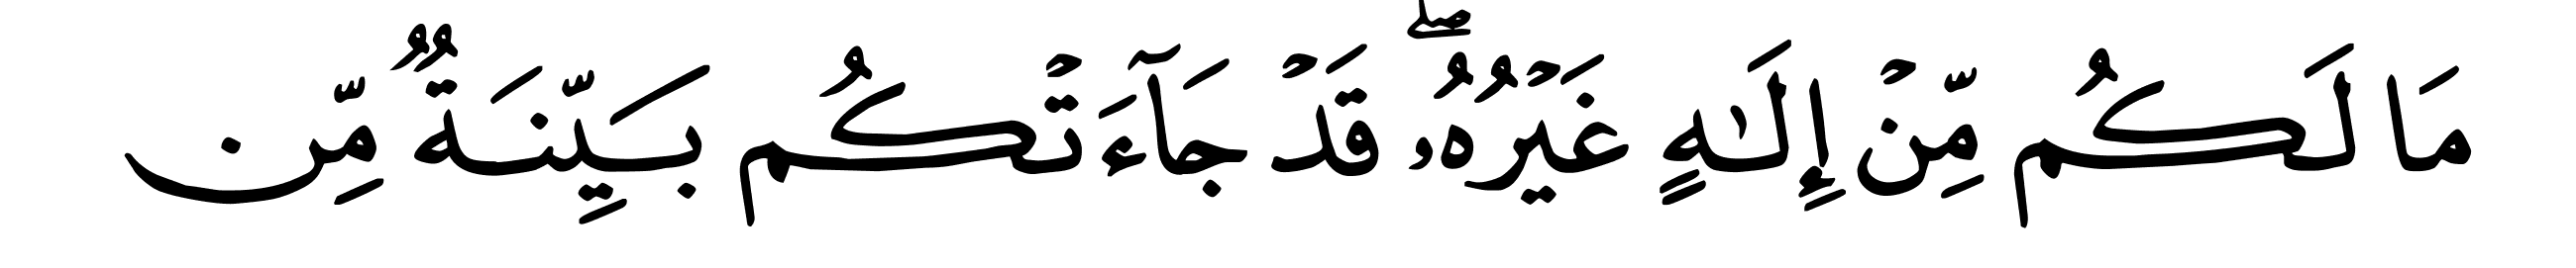 مَا لَكُم مِّنْ إِلَٰهٍ غَيْرُهُۥۖ قَدْ جَآءَتْكُم بَيِّنَةٌ مِّن